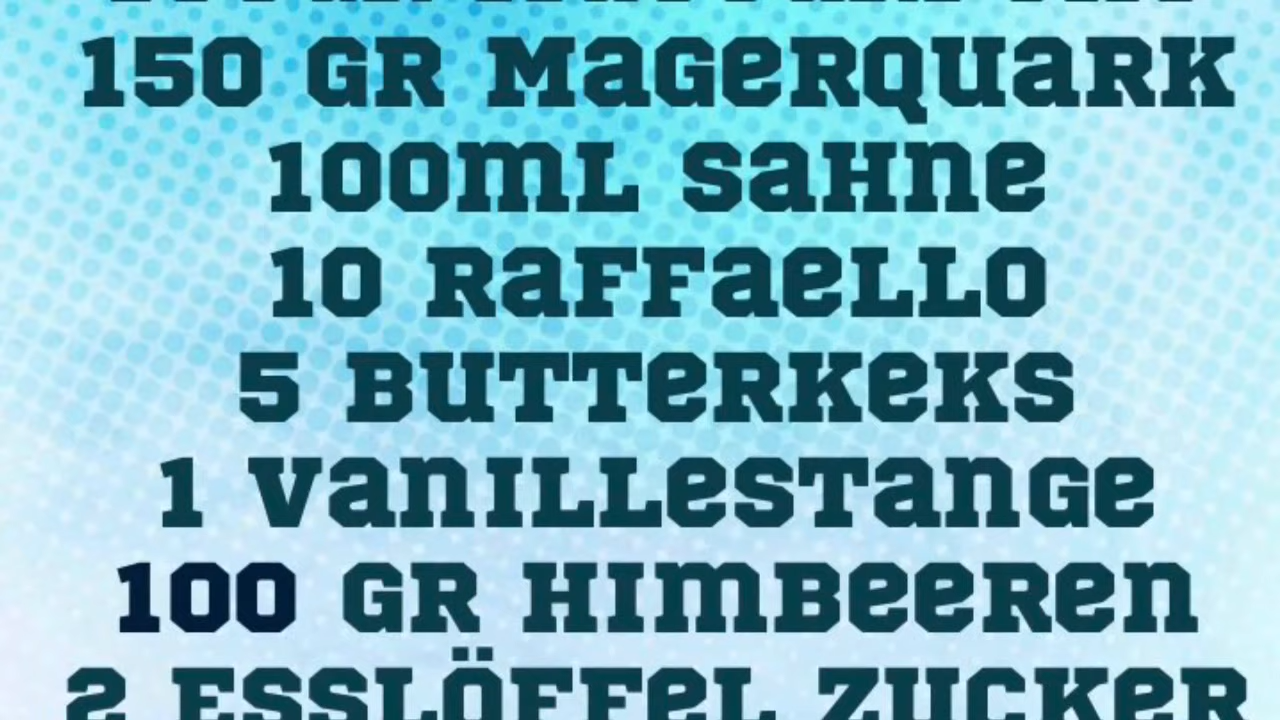 150 GR MaGeRQUaRK
100mL SaHne
10 RaFFaeLLO
5 BUTTeRKeKS
1 VanILLeSTanGe
100 GR HImBeeRen
2 ESSLÖFFeL ZUCKeR